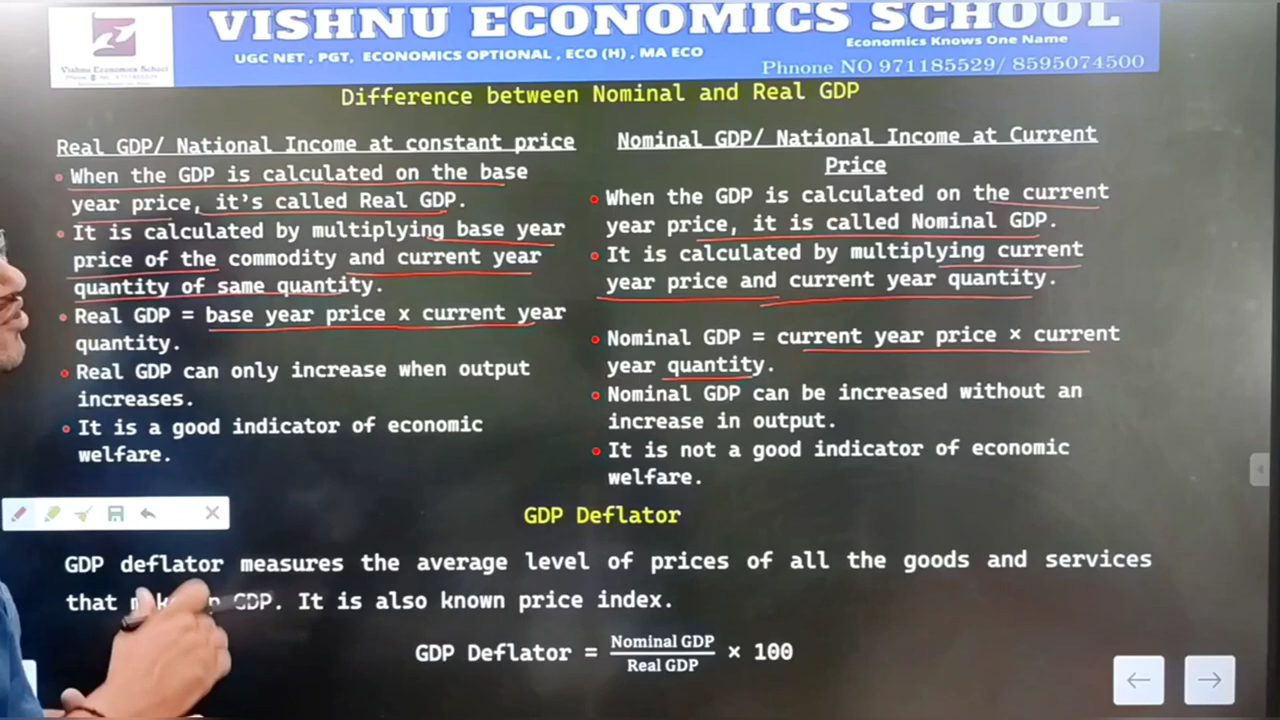 VISHNU ECONOMICS SCHOOL
Economics Knows One Name
UGC NET , PGT, ECONOMICS OPTIONAL , ECO (H) , MA ECO
Phnone NO 971185529/ 8595074500
Vishnu Economics School
Difference between Nominal and Real GDP
Real GDP/ National Income at constant price
• When the GDP is calculated on the base
year price, it's called Real GDP.
• It is calculated by multiplying base year
price of the commodity and current year
quantity of same quantity.
• Real GDP = base year price x current year
quantity.
• Real GDP can only increase when output
increases.
• It is a good indicator of economic
welfare.
Nominal GDP/ National Income at Current
Price
• When the GDP is calculated on the current
year price, it is called Nominal GDP.
• It is calculated by multiplying current
year price and current year quantity.
• Nominal GDP = current year price × current
year quantity.
• Nominal GDP can be increased without an
increase in output.
• It is not a good indicator of economic
welfare.
GDP Deflator
GDP deflator measures the average level of prices of all the goods and services
that GDP. It is also known price index.
GDP Deflator = Nominal GDP / Real GDP × 100